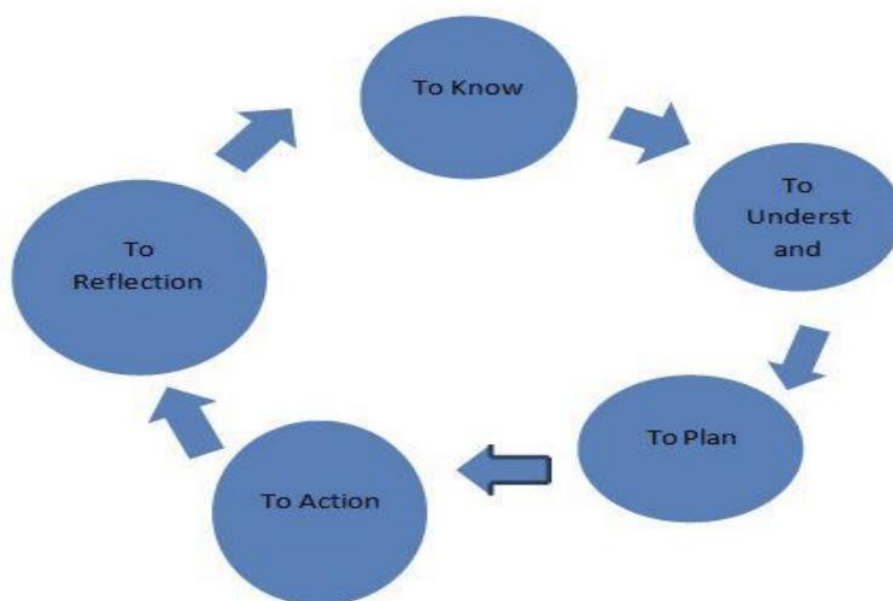 To Know
To
Underst
and
To Plan
To Action
To
Reflection